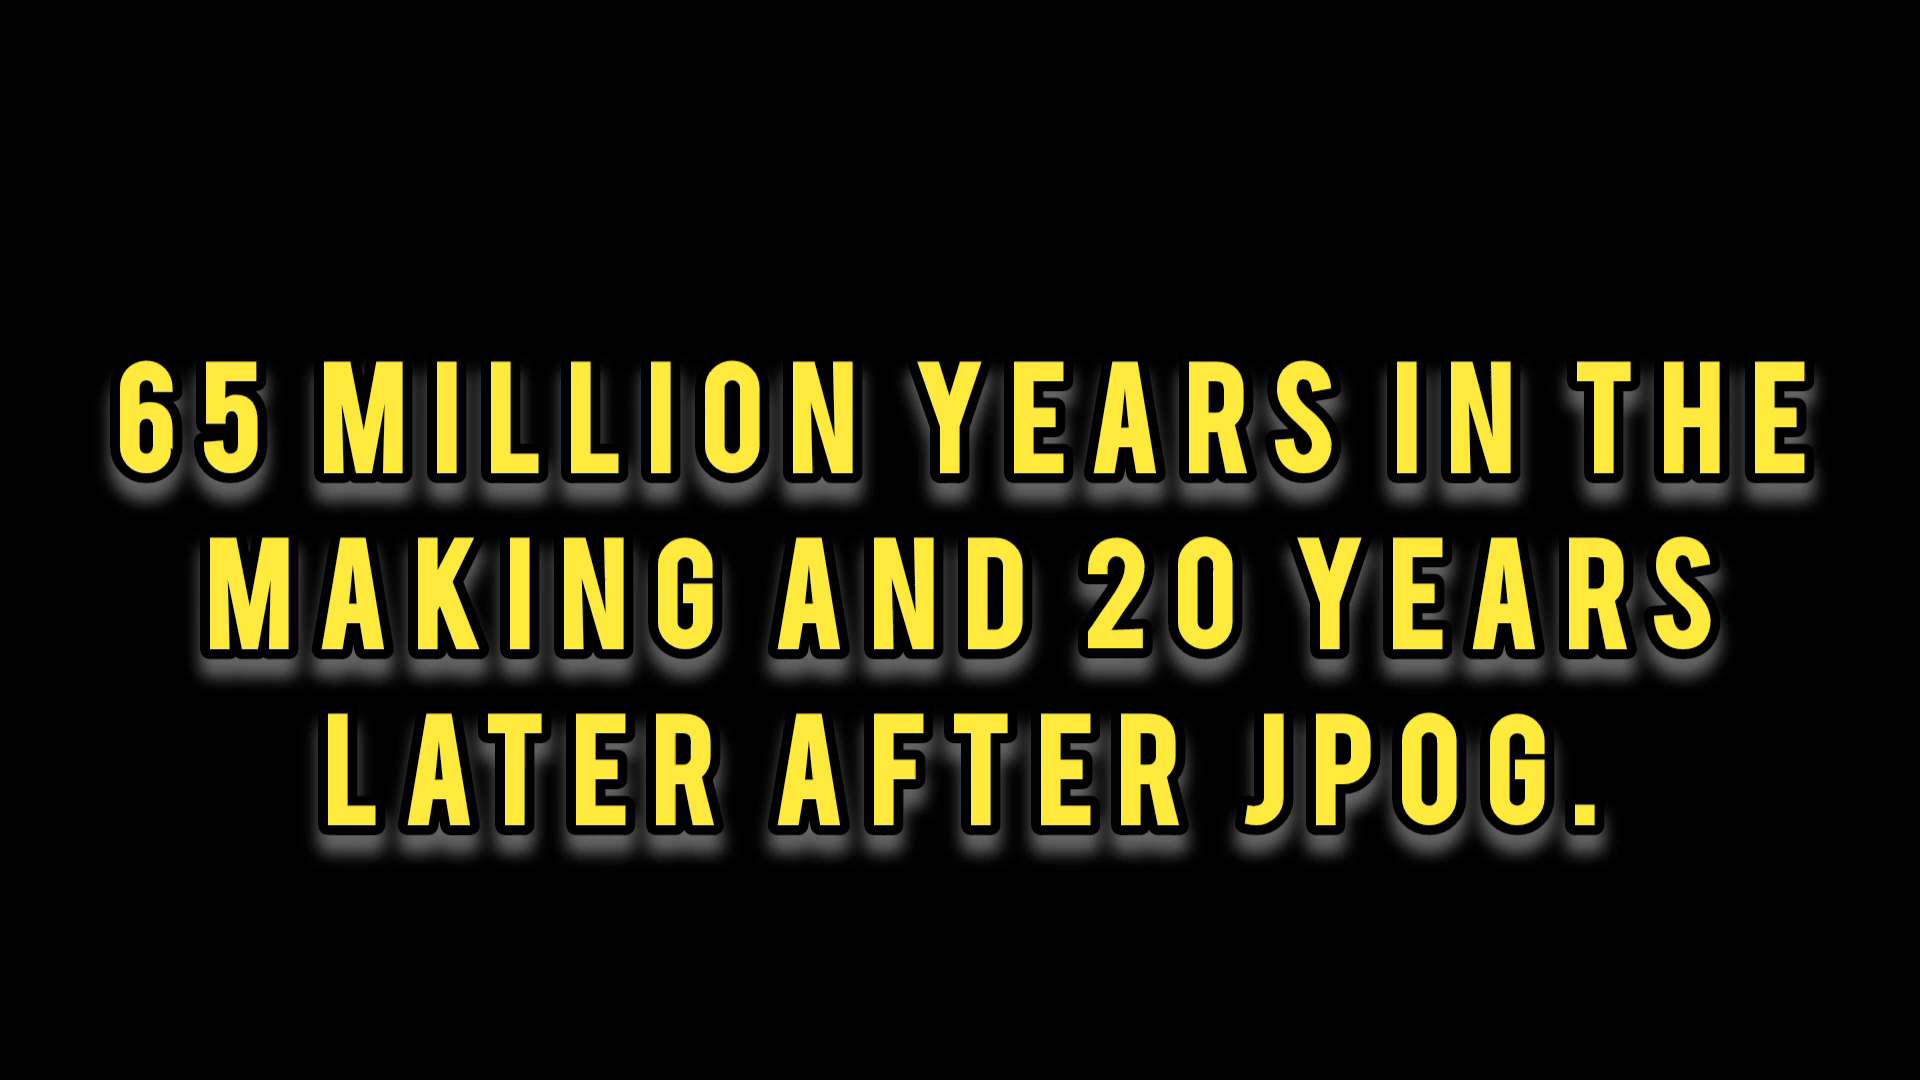 65 MILLION YEARS IN THE
MAKING AND 20 YEARS
LATER AFTER JPOG.